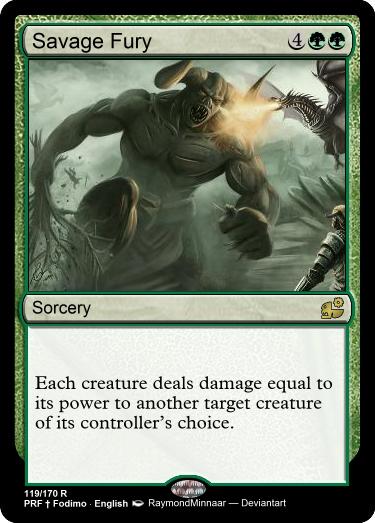 Savage Fury 4
Sorcery
Each creature deals damage equal to
its power to another target creature
of its controller's choice.
119/170 R
PRF † Fodimo · English RaymondMinnaar — Deviantart